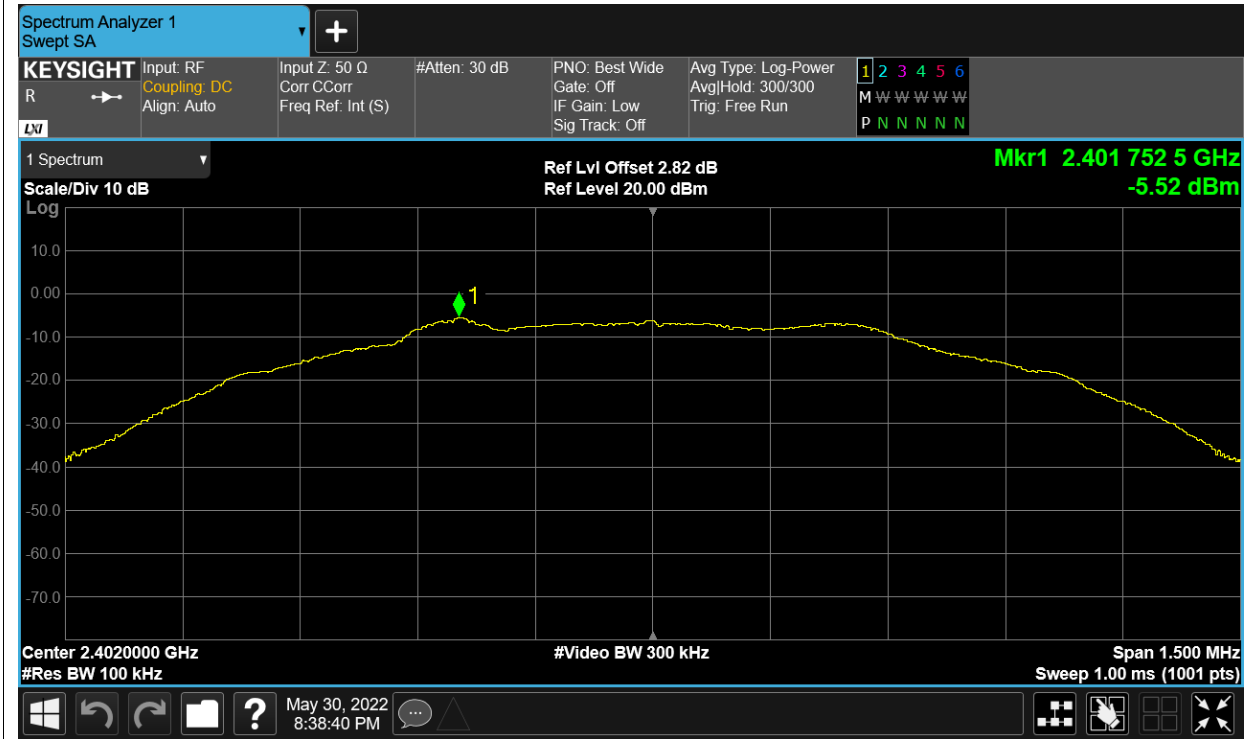 Spectrum Analyzer 1
Swept SA
+
KEYSIGHT
R
LXI
Input: RF
Coupling: DC
Align: Auto
Input Z: 50 Ω
Corr CCorr
Freq Ref: Int (S)
#Atten: 30 dB
PNO: Best Wide
Gate: Off
IF Gain: Low
Sig Track: Off
Avg Type: Log-Power
Avg|Hold: 300/300
Trig: Free Run
1 2 3 4 5 6
M W W W W W W
P N N N N N N
1 Spectrum
Scale/Div 10 dB
Log
Ref Lvl Offset 2.82 dB
Ref Level 20.00 dBm
Mkr1 2.401 752 5 GHz
-5.52 dBm
10.0
0.00
-10.0
-20.0
-30.0
-40.0
-50.0
-60.0
-70.0
1
Center 2.4020000 GHz
#Res BW 100 kHz
#Video BW 300 kHz
Span 1.500 MHz
Sweep 1.00 ms (1001 pts)
?
May 30, 2022
8:38:40 PM